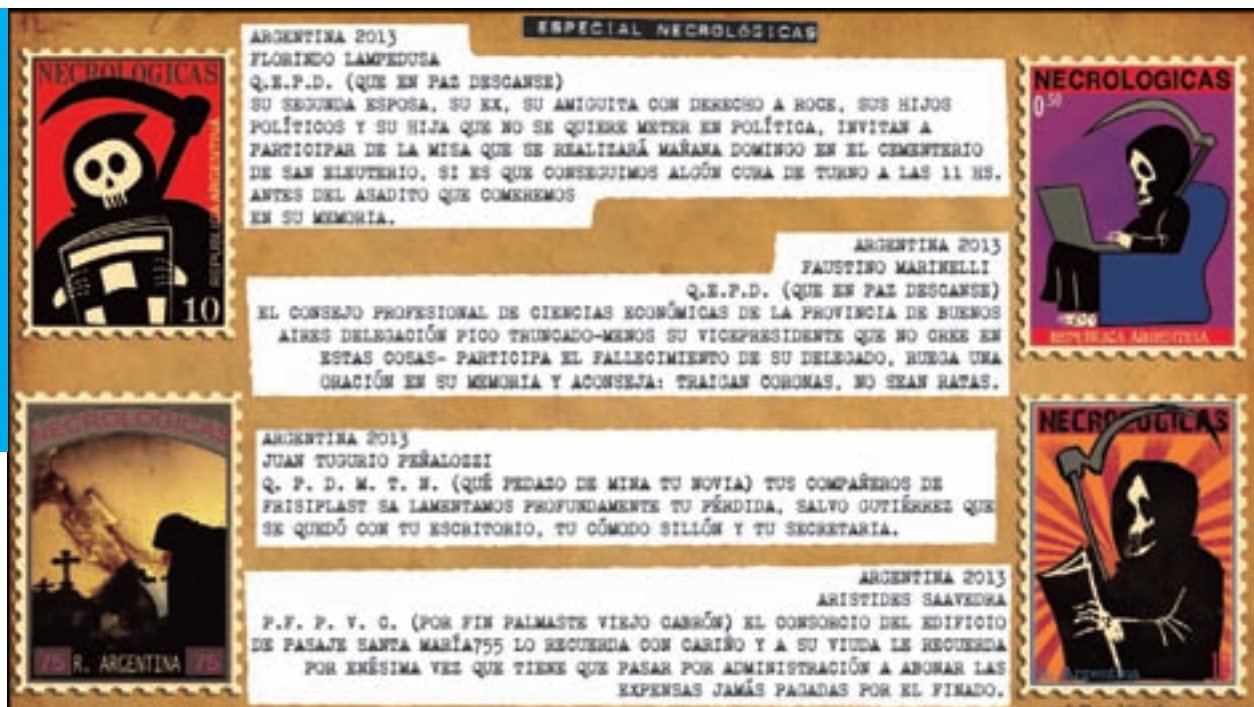 ESPECIAL NECROLÓGICAS
NECROLOGICAS
REPUBLICA ARGENTINA
10
ARGENTINA 2013
FLORINDO LAMPEDUSA
Q.E.P.D. (QUE EN PAZ DESCANSE)
SU SEGUNDA ESPOSA, SU EX, SU AMIGUITA CON DERECHO A ROCE, SUS HIJOS
POLÍTICOS Y SU HIJA QUE NO SE QUIERE METER EN POLÍTICA, INVITAN A
PARTICIPAR DE LA MISA QUE SE REALIZARÁ MAÑANA DOMINGO EN EL CEMENTERIO
DE SAN ELEUTERIO, SI ES QUE CONSEGUIMOS ALGÚN CURA DE TURNO A LAS 11 HS.
ANTES DEL ASADITO QUE COMEREMOS
EN SU MEMORIA.
NECROLOGICAS
0.50
REPUBLICA ARGENTINA
ARGENTINA 2013
FAUSTINO MARINELLI
Q.E.P.D. (QUE EN PAZ DESCANSE)
EL CONSEJO PROFESIONAL DE CIENCIAS ECONÓMICAS DE LA PROVINCIA DE BUENOS
AIRES DELEGACIÓN PICO TRUNCADO-MENOS SU VICEPRESIDENTE QUE NO CREE EN
ESTAS COSAS- PARTICIPA EL FALLECIMIENTO DE SU DELEGADO, RUEGA UNA
ORACIÓN EN SU MEMORIA Y ACONSEJA: TRAIGAN CORONAS, NO SEAN RATAS.
NECROLOGICAS
75 R. ARGENTINA 75
ARGENTINA 2013
JUAN TUGURIO PEÑALOZZI
Q. P. D. M. T. N. (QUÉ PEDAZO DE MINA TU NOVIA) TUS COMPAÑEROS DE
FRISIPLAST SA LAMENTAMOS PROFUNDAMENTE TU PÉRDIDA, SALVO GUTIÉRREZ QUE
SE QUEDÓ CON TU ESCRITORIO, TU CÓMODO SILLÓN Y TU SECRETARIA.
NECROLOGICAS
Argentina
ARGENTINA 2013
ARISTIDES SAAVEDRA
P.F. P. V. C. (POR FIN PALMASTE VIEJO CABRÓN) EL CONSORCIO DEL EDIFICIO
DE PASAJE SANTA MARÍA755 LO RECUERDA CON CARIÑO Y A SU VIUDA LE RECUERDA
POR ENÉSIMA VEZ QUE TIENE QUE PASAR POR ADMINISTRACIÓN A ABONAR LAS
EXPENSAS JAMÁS PAGADAS POR EL FINADO.